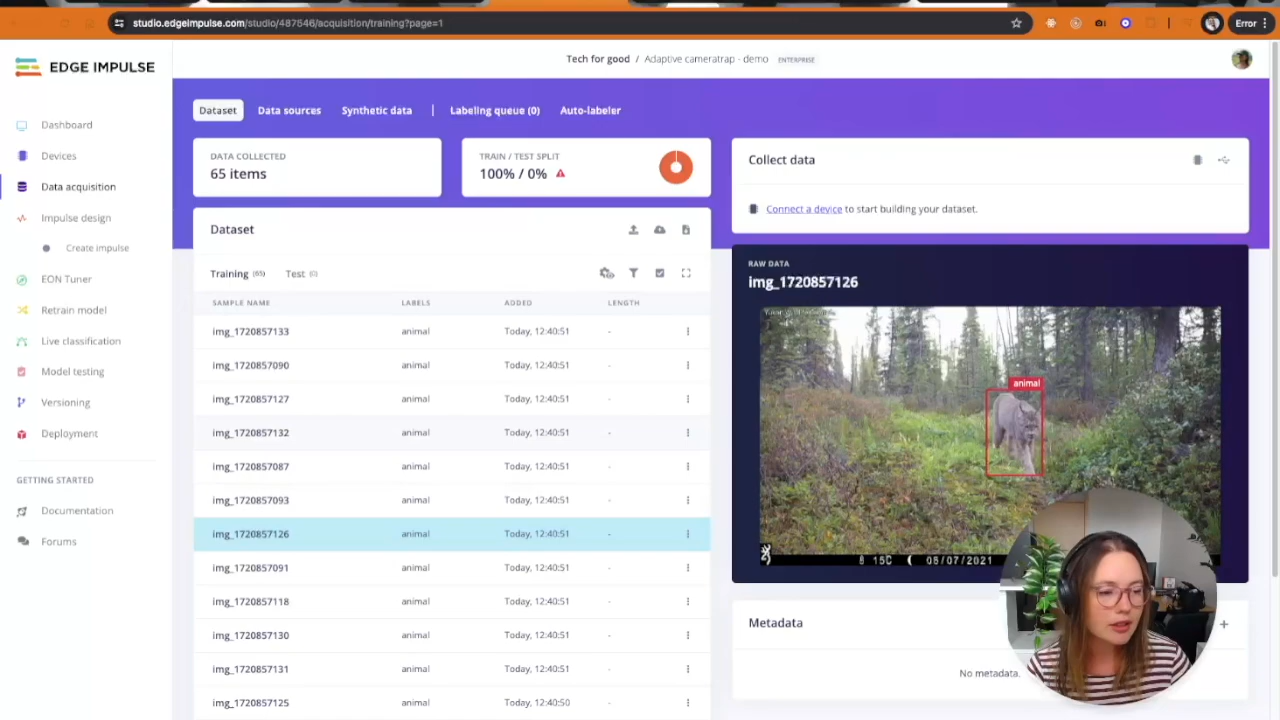 studio.edgeimpulse.com/studio/487546/acquisition/training?page=1
Error
EDGE IMPULSE
Tech for good / Adaptive cameratrap - demo ENTERPRISE
Dashboard
Devices
Data acquisition
Impulse design
Create impulse
EON Tuner
Retrain model
Live classification
Model testing
Versioning
Deployment
GETTING STARTED
Documentation
Forums
Dataset Data sources Synthetic data | Labeling queue (0) Auto-labeler
DATA COLLECTED
65 items
TRAIN / TEST SPLIT
100% / 0%
Dataset
Training (65) Test (0)
SAMPLE NAME LABELS ADDED LENGTH
img_1720857133 animal Today, 12:40:51 -
img_1720857090 animal Today, 12:40:51 -
img_1720857127 animal Today, 12:40:51 -
img_1720857132 animal Today, 12:40:51 -
img_1720857087 animal Today, 12:40:51 -
img_1720857093 animal Today, 12:40:51 -
img_1720857126 animal Today, 12:40:51 -
img_1720857091 animal Today, 12:40:51 -
img_1720857118 animal Today, 12:40:51 -
img_1720857130 animal Today, 12:40:51 -
img_1720857131 animal Today, 12:40:51 -
img_1720857125 animal Today, 12:40:50 -
Collect data
Connect a device to start building your dataset.
RAW DATA
img_1720857126
animal
15C 06/07/2021
Metadata
No metadata.